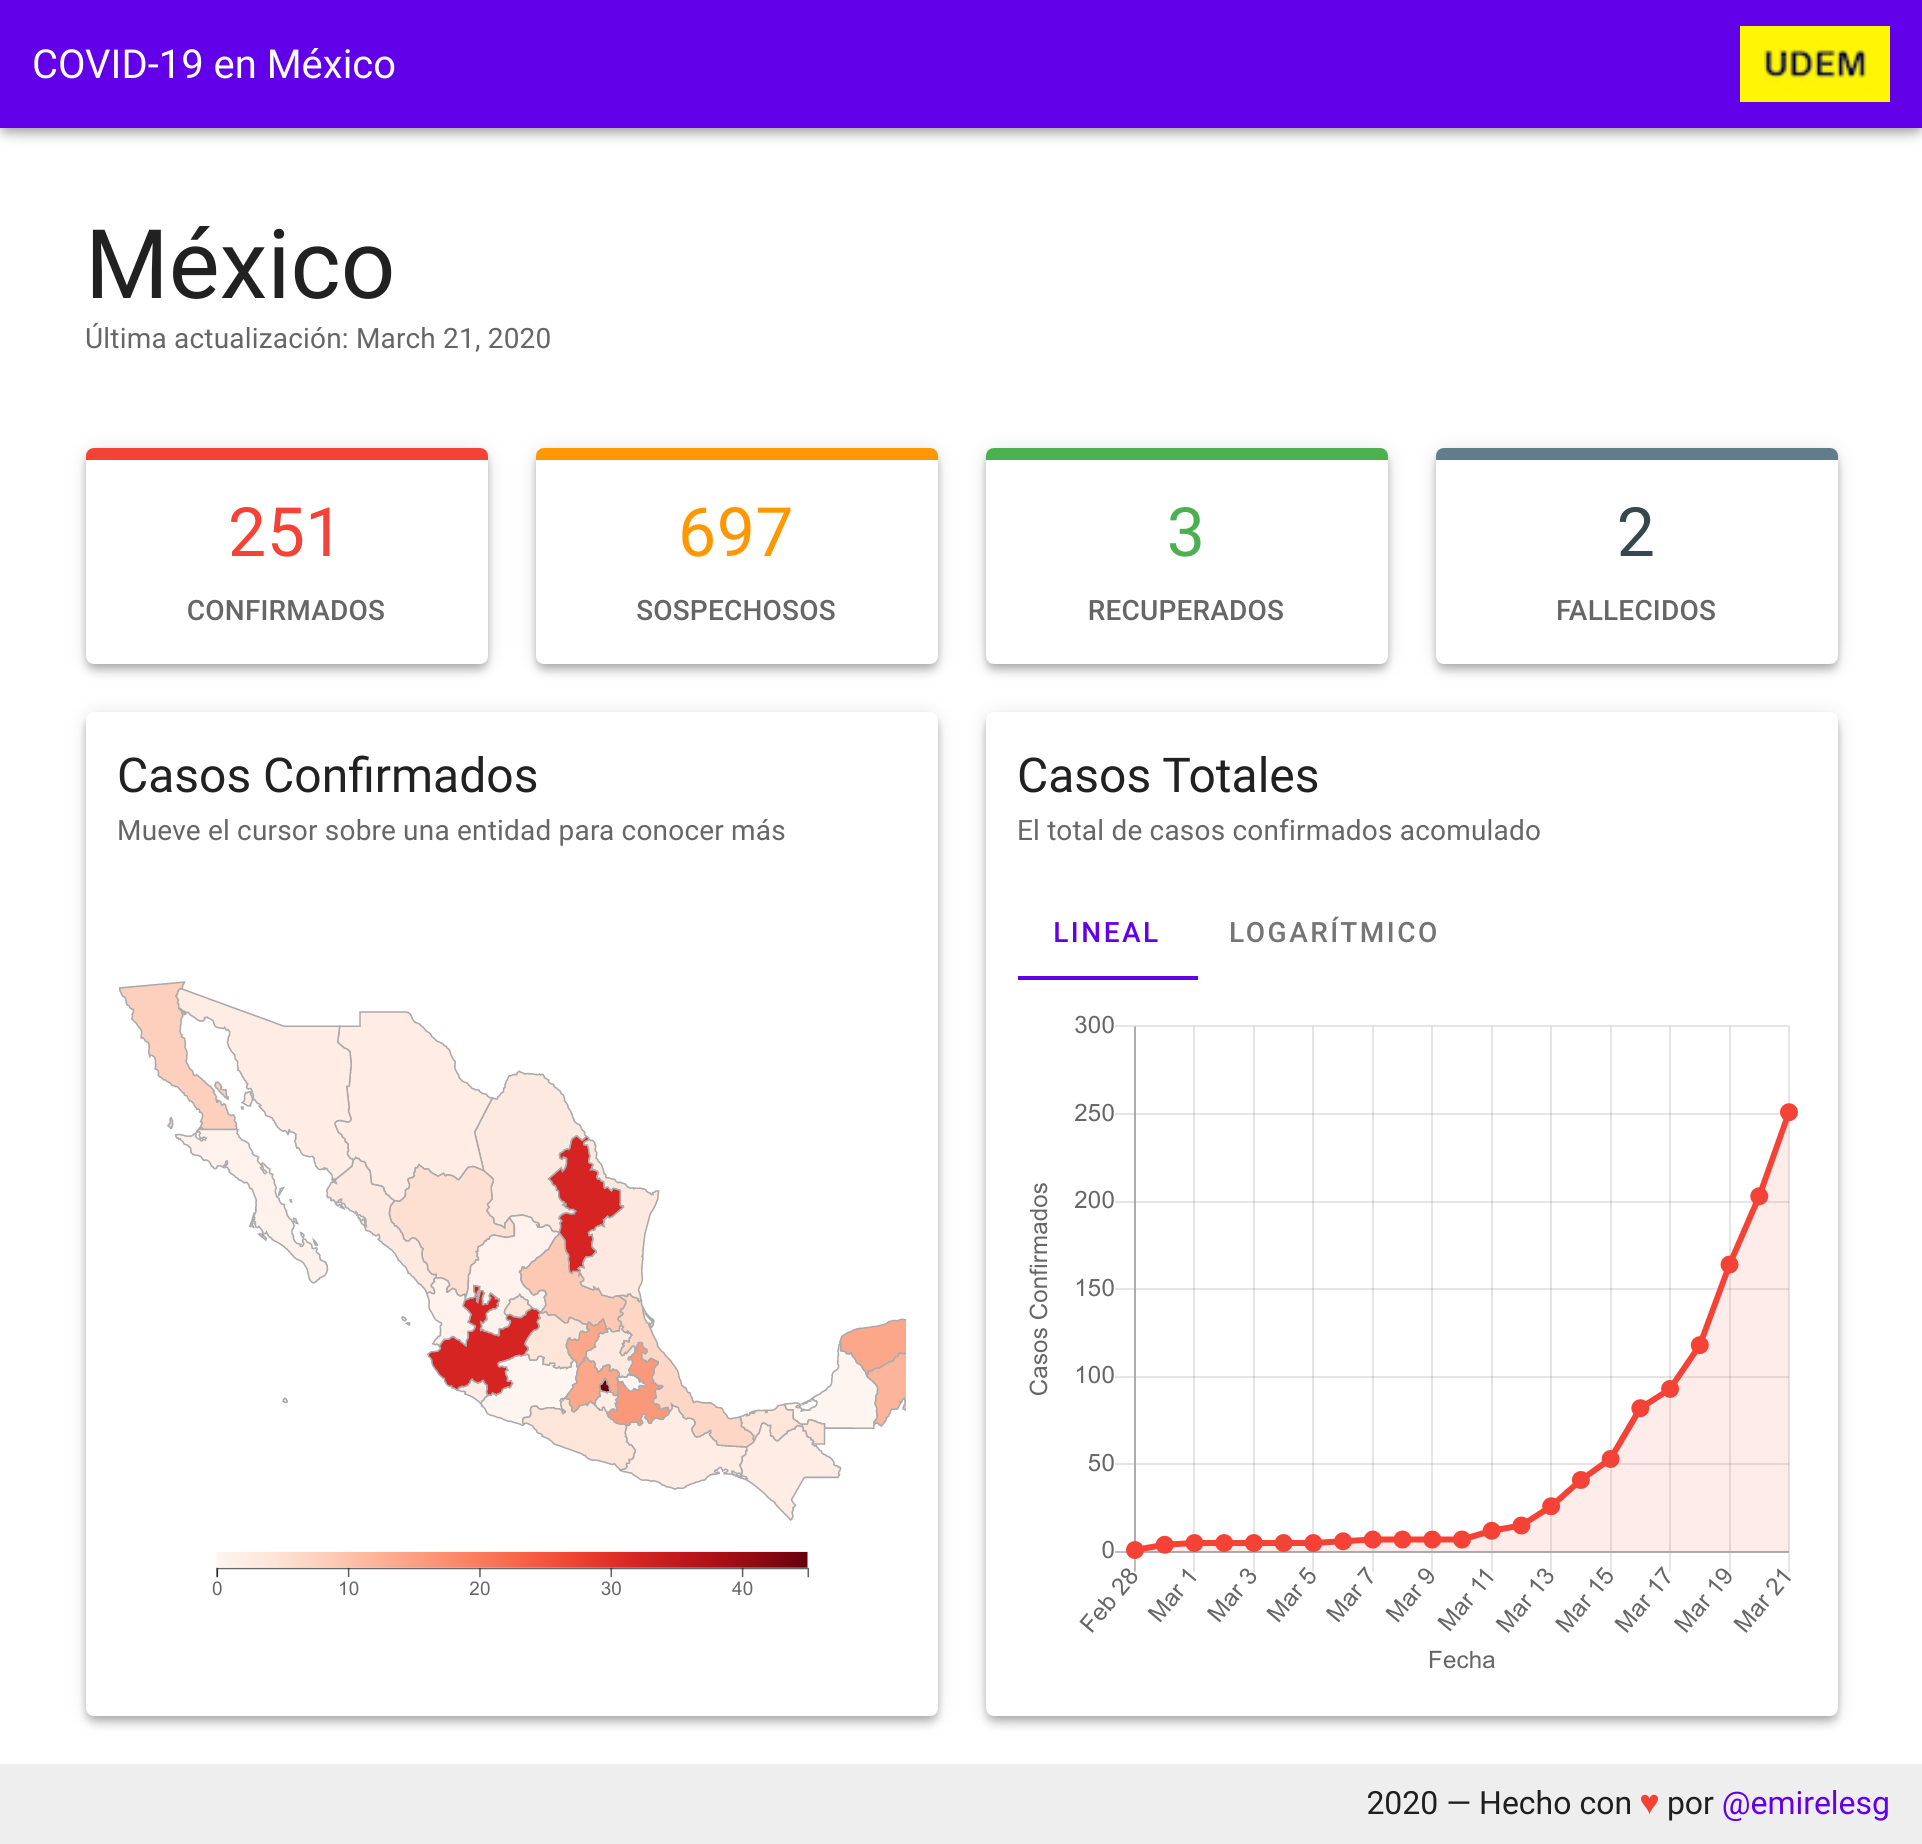 COVID-19 en México
UDEM
México
Última actualización: March 21, 2020
251
CONFIRMADOS
697
SOSPECHOSOS
3
RECUPERADOS
2
FALLECIDOS
Casos Confirmados
Mueve el cursor sobre una entidad para conocer más
0 10 20 30 40
Casos Totales
El total de casos confirmados acumulado
LINEAL LOGARÍTMICO
300
250
200
150
100
50
0
Casos Confirmados
Feb 28 Mar 1 Mar 3 Mar 5 Mar 7 Mar 9 Mar 11 Mar 13 Mar 15 Mar 17 Mar 19 Mar 21
Fecha
2020 — Hecho con ♥ por @emirelesg